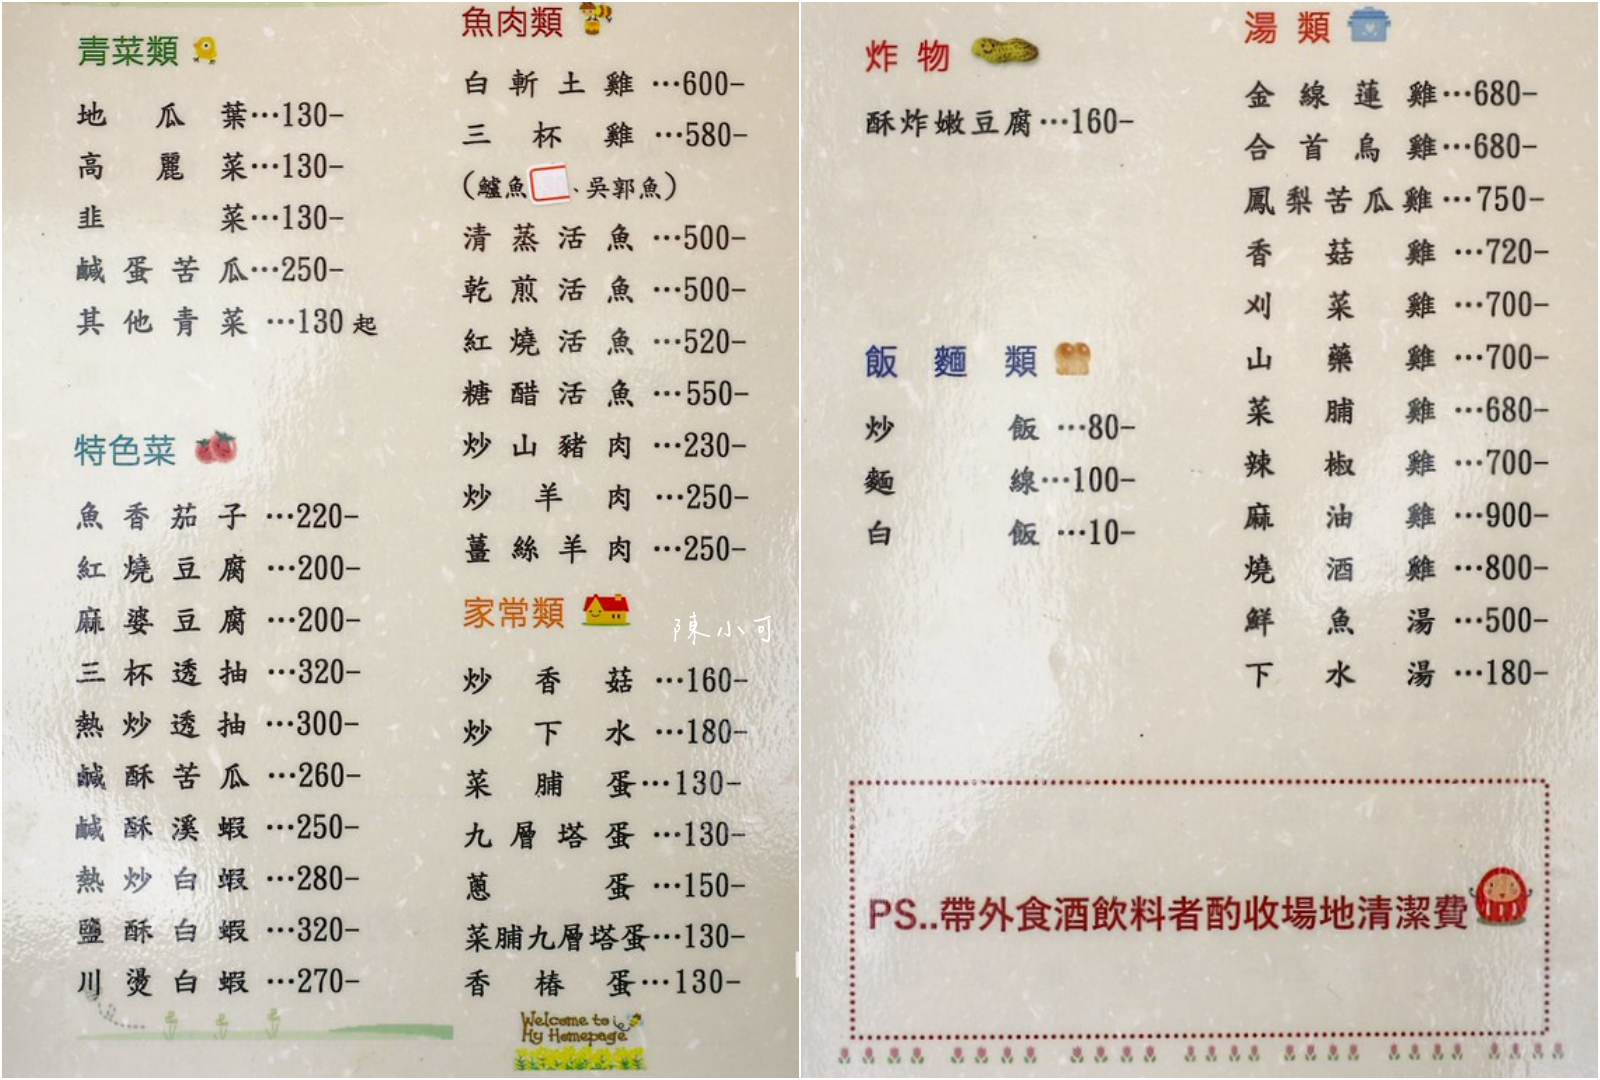 青菜類
地瓜葉…130-
高麗菜…130-
韭菜…130-
鹹蛋苦瓜…250-
其他青菜…130起
特色菜
魚香茄子…220-
紅燒豆腐…200-
麻婆豆腐…200-
三杯透抽…320-
熱炒透抽…300-
鹹酥苦瓜…260-
鹹酥溪蝦…250-
熱炒白蝦…280-
鹽酥白蝦…320-
川燙白蝦…270-
魚肉類
白斬土雞…600-
三杯雞…580-
(鱸魚、吳郭魚)
清蒸活魚…500-
乾煎活魚…500-
紅燒活魚…520-
糖醋活魚…550-
炒山豬肉…230-
炒羊肉…250-
薑絲羊肉…250-
家常類
陳小可
炒香菇…160-
炒下水…180-
菜脯蛋…130-
九層塔蛋…130-
蔥蛋…150-
菜脯九層塔蛋…130-
香椿蛋…130-
Welcome to
My Homepage
炸物
酥炸嫩豆腐…160-
飯麵類
炒飯…80-
麵線…100-
白飯…10-
湯類
金線蓮雞…680-
合首烏雞…680-
鳳梨苦瓜雞…750-
香菇雞…720-
刈菜雞…700-
山藥雞…700-
菜脯雞…680-
辣椒雞…700-
麻油雞…900-
燒酒雞…800-
鮮魚湯…500-
下水湯…180-
PS..帶外食酒飲料者酌收場地清潔費